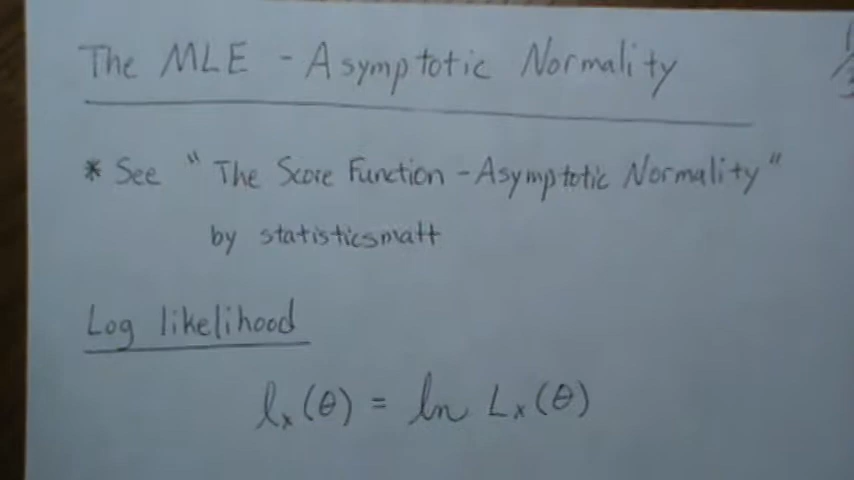 The MLE - Asymptotic Normality
* See "The Score Function - Asymptotic Normality"
by statisticsmatt
Log likelihood
lₓ(θ) = ln Lₓ(θ)